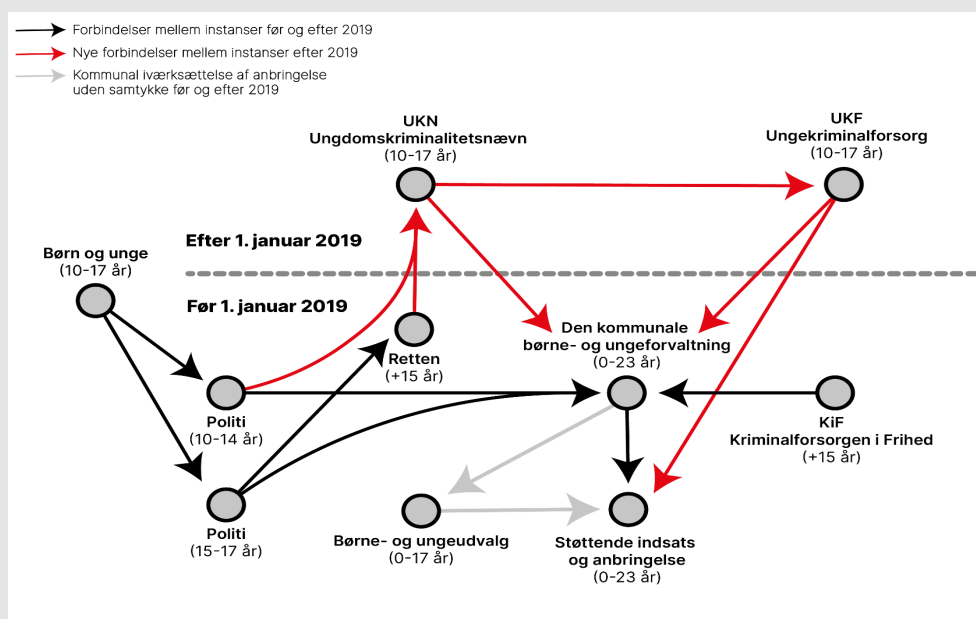 Forbindelser mellem instanser før og efter 2019
Nye forbindelser mellem instanser efter 2019
Kommunal iværksættelse af anbringelse
uden samtykke før og efter 2019
UKN
Ungdomskriminalitetsnævn
(10-17 år)
UKF
Ungekriminalforsorg
(10-17 år)
Efter 1. januar 2019
Børn og unge
(10-17 år)
Før 1. januar 2019
Retten
(+15 år)
Den kommunale
børne- og ungeforvaltning
(0-23 år)
Politi
(10-14 år)
KiF
Kriminalforsorgen i Frihed
(+15 år)
Politi
(15-17 år)
Børne- og ungeudvalg
(0-17 år)
Støttende indsats
og anbringelse
(0-23 år)